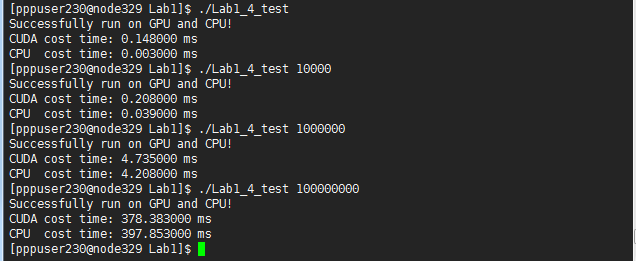 [pppuser230@node329 Lab1]$ ./Lab1_4_test
Successfully run on GPU and CPU!
CUDA cost time: 0.148000 ms
CPU  cost time: 0.003000 ms
[pppuser230@node329 Lab1]$ ./Lab1_4_test 10000
Successfully run on GPU and CPU!
CUDA cost time: 0.208000 ms
CPU  cost time: 0.039000 ms
[pppuser230@node329 Lab1]$ ./Lab1_4_test 1000000
Successfully run on GPU and CPU!
CUDA cost time: 4.735000 ms
CPU  cost time: 4.208000 ms
[pppuser230@node329 Lab1]$ ./Lab1_4_test 100000000
Successfully run on GPU and CPU!
CUDA cost time: 378.383000 ms
CPU  cost time: 397.853000 ms
[pppuser230@node329 Lab1]$